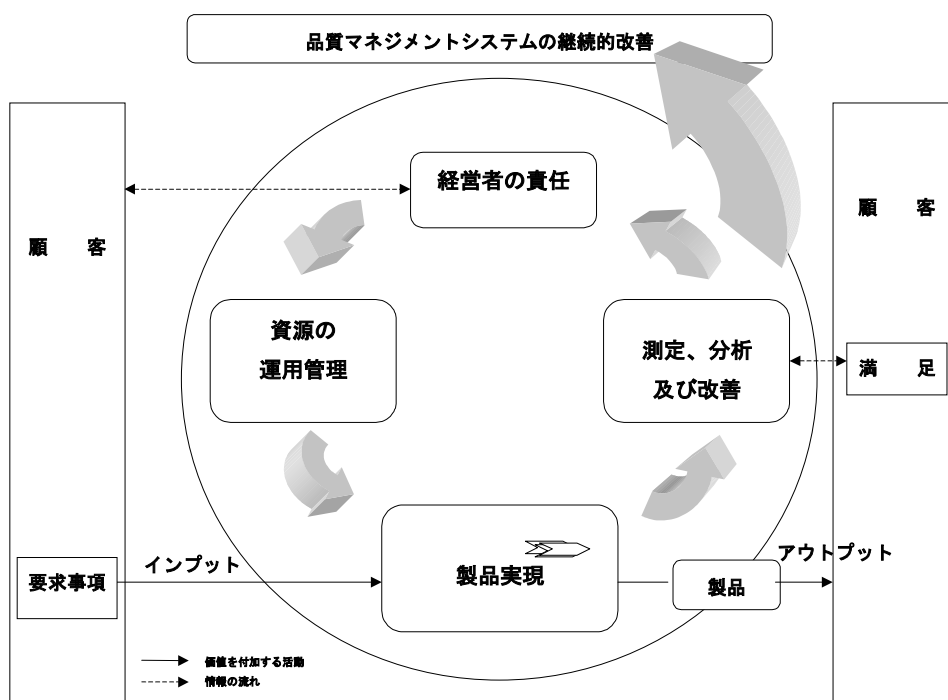 品質マネジメントシステムの継続的改善
顧 客
経営者の責任
顧 客
資源の
運用管理
測定、分析
及び改善
満 足
要求事項
インプット
製品実現
製品
アウトプット
価値を付加する活動
情報の流れ